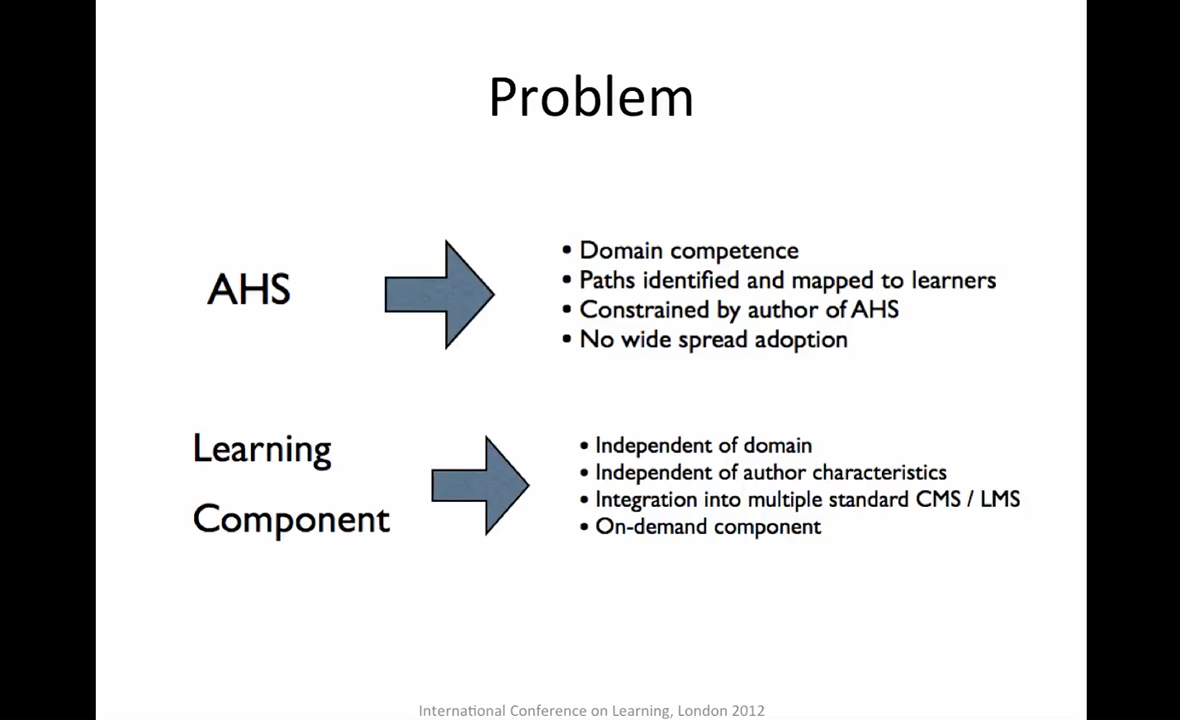 Problem
AHS
• Domain competence
• Paths identified and mapped to learners
• Constrained by author of AHS
• No wide spread adoption
Learning
Component
• Independent of domain
• Independent of author characteristics
• Integration into multiple standard CMS / LMS
• On-demand component
International Conference on Learning, London 2012